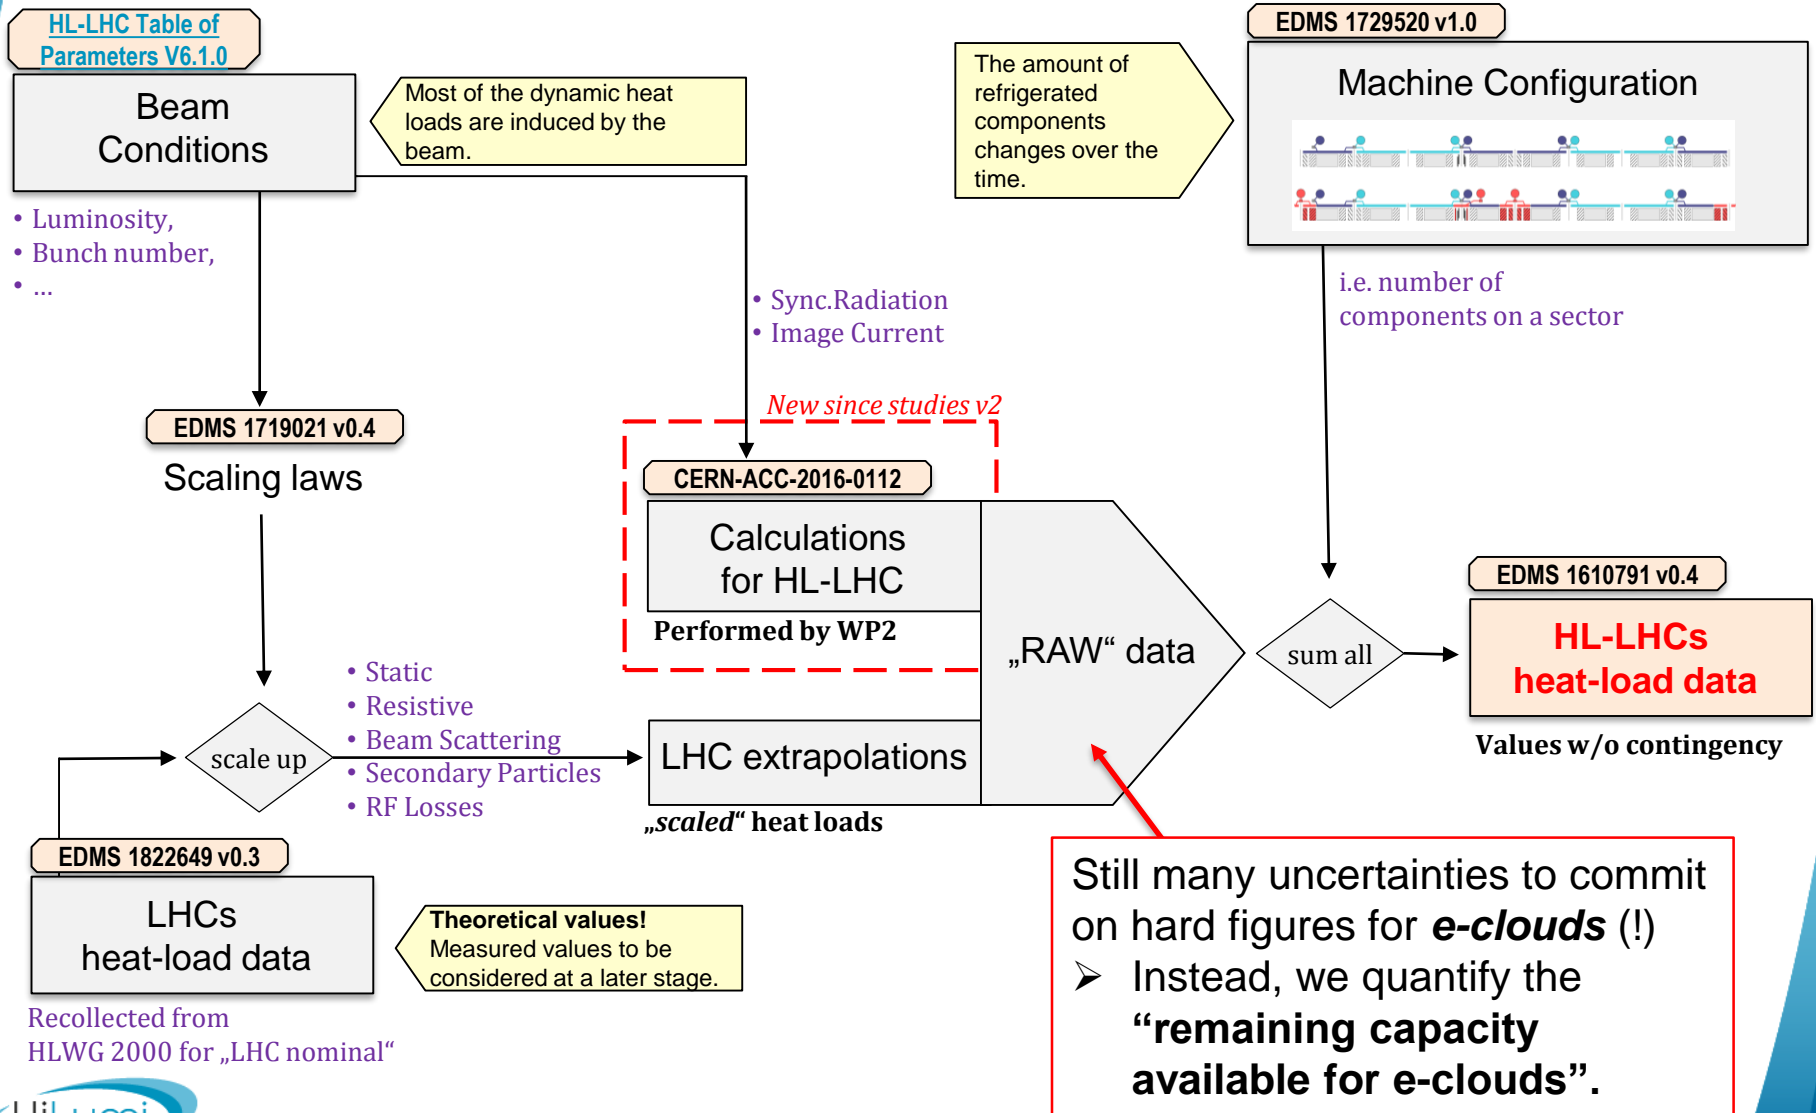 HL-LHC Table of
Parameters V6.1.0
Beam
Conditions
Most of the dynamic heat
loads are induced by the
beam.
The amount of
refrigerated
components
changes over the
time.
EDMS 1729520 v1.0
Machine Configuration
• Luminosity,
• Bunch number,
• …
• Sync.Radiation
• Image Current
i.e. number of
components on a sector
EDMS 1719021 v0.4
Scaling laws
New since studies v2
CERN-ACC-2016-0112
Calculations
for HL-LHC
Performed by WP2
„RAW“ data
sum all
EDMS 1610791 v0.4
HL-LHCs
heat-load data
Values w/o contingency
scale up
• Static
• Resistive
• Beam Scattering
• Secondary Particles
• RF Losses
LHC extrapolations
„scaled“ heat loads
EDMS 1822649 v0.3
LHCs
heat-load data
Theoretical values!
Measured values to be
considered at a later stage.
Recollected from
HLWG 2000 for „LHC nominal“
Still many uncertainties to commit
on hard figures for e-clouds (!)
➢ Instead, we quantify the
“remaining capacity
available for e-clouds”.